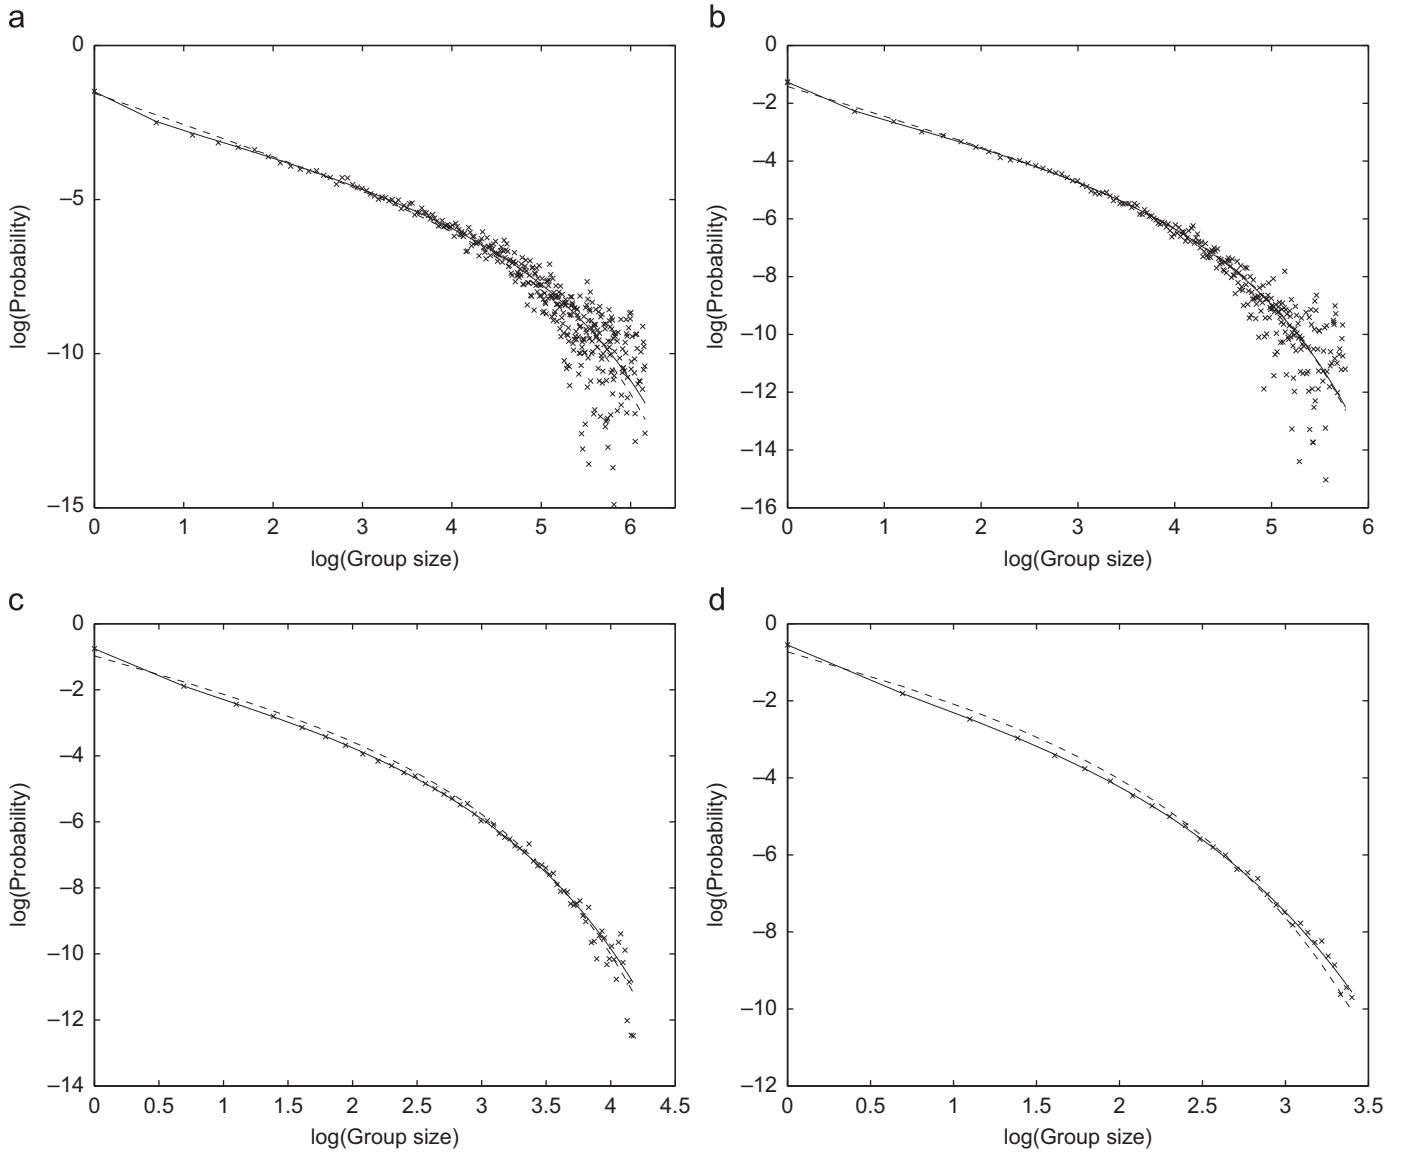 a
0
–5
–10
–15
0 1 2 3 4 5 6
log(Probability)
log(Group size)
b
0
–2
–4
–6
–8
–10
–12
–14
–16
0 1 2 3 4 5 6
log(Probability)
log(Group size)
c
0
–2
–4
–6
–8
–10
–12
–14
0 0.5 1 1.5 2 2.5 3 3.5 4 4.5
log(Probability)
log(Group size)
d
0
–2
–4
–6
–8
–10
–12
0 0.5 1 1.5 2 2.5 3 3.5
log(Probability)
log(Group size)